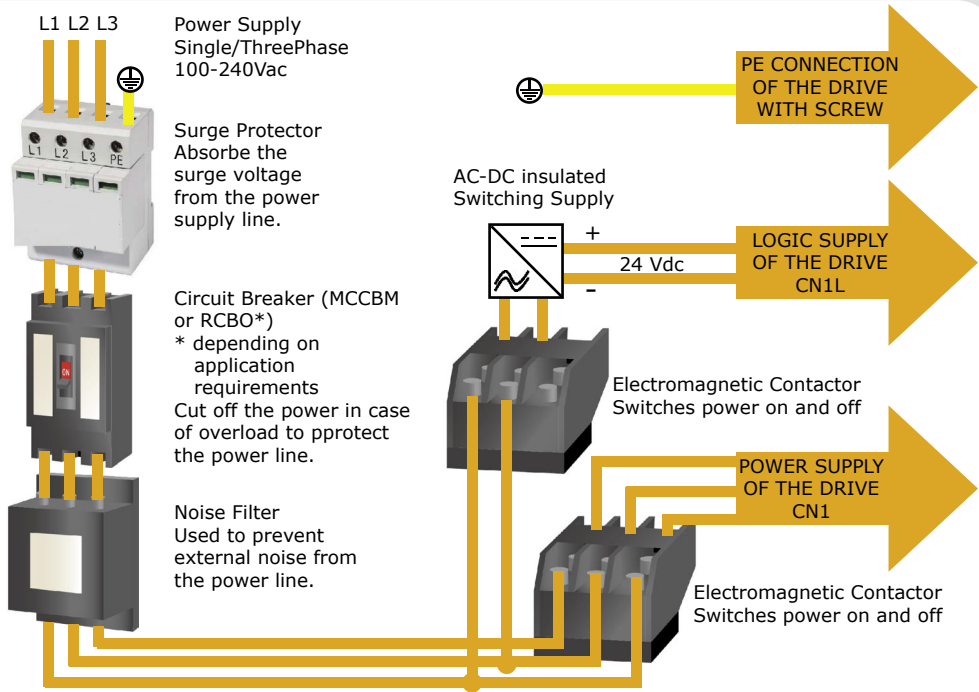 L1 L2 L3
Power Supply
Single/ThreePhase
100-240Vac
L1 L2 L3 PE
Surge Protector
Absorbe the
surge voltage
from the power
supply line.
Circuit Breaker (MCCBM
or RCBO*)
* depending on
application
requirements
Cut off the power in case
of overload to pprotect
the power line.
ON
Noise Filter
Used to prevent
external noise from
the power line.
PE CONNECTION
OF THE DRIVE
WITH SCREW
AC-DC insulated
Switching Supply
+
24 Vdc
-
LOGIC SUPPLY
OF THE DRIVE
CN1L
Electromagnetic Contactor
Switches power on and off
POWER SUPPLY
OF THE DRIVE
CN1
Electromagnetic Contactor
Switches power on and off